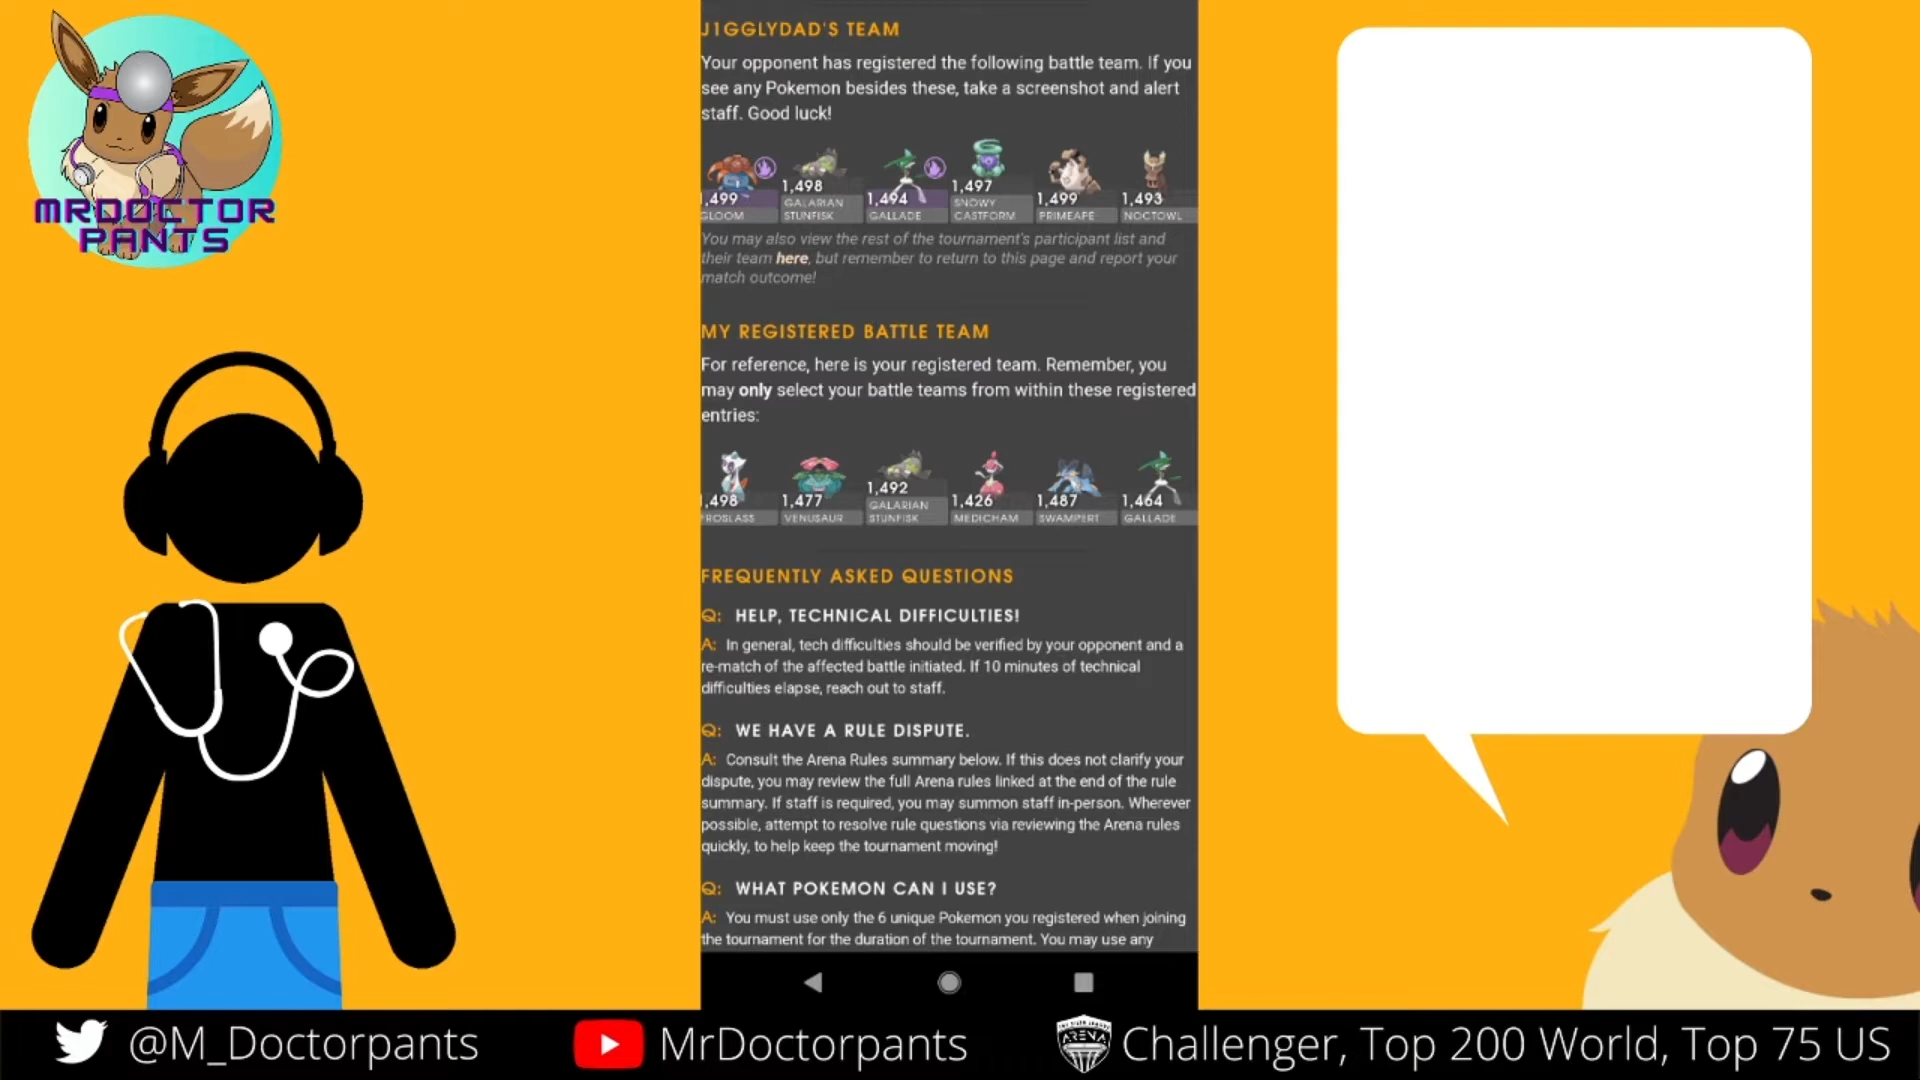 MRDOCTOR
PANTS
J1GGLYDAD'S TEAM
Your opponent has registered the following battle team. If you
see any Pokemon besides these, take a screenshot and alert
staff. Good luck!
1,499 1,498 1,494 1,497 1,499 1,493
GLOOM GALARIAN STUNFISK GALLADE SNOWY CASTFORM PRIMEAPE NOCTOWL
You may also view the rest of the tournament's participant list and
their team here, but remember to return to this page and report your
match outcome!
MY REGISTERED BATTLE TEAM
For reference, here is your registered team. Remember, you
may only select your battle teams from within these registered
entries:
1,498 1,477 1,492 1,426 1,487 1,464
FROSLASS VENUSAUR GALARIAN STUNFISK MEDICHAM SWAMPERT GALLADE
FREQUENTLY ASKED QUESTIONS
Q: HELP, TECHNICAL DIFFICULTIES!
A: In general, tech difficulties should be verified by your opponent and a
re-match of the affected battle initiated. If 10 minutes of technical
difficulties elapse, reach out to staff.
Q: WE HAVE A RULE DISPUTE.
A: Consult the Arena Rules summary below. If this does not clarify your
dispute, you may review the full Arena rules linked at the end of the rule
summary. If staff is required, you may summon staff in-person. Wherever
possible, attempt to resolve rule questions via reviewing the Arena rules
quickly, to help keep the tournament moving!
Q: WHAT POKEMON CAN I USE?
A: You must use only the 6 unique Pokemon you registered when joining
the tournament for the duration of the tournament. You may use any
@M_Doctorpants MrDoctorpants ARENA Challenger, Top 200 World, Top 75 US